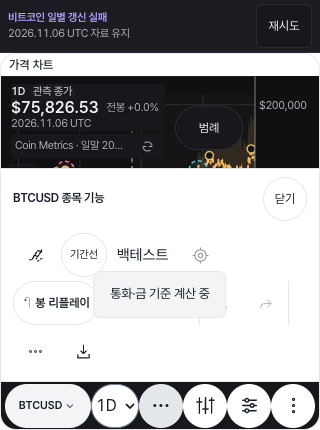 비트코인 일별 갱신 실패
2026.11.06 UTC 자료 유지
재시도
가격 차트
1D 관측 종가
$75,826.53 전봉 +0.0%
2026.11.06 UTC
Coin Metrics · 일말 20...
범례
$200,000
BTCUSD 종목 기능
닫기
기간선
백테스트
봉 리플레이
통화·금 기준 계산 중
BTCUSD
1D